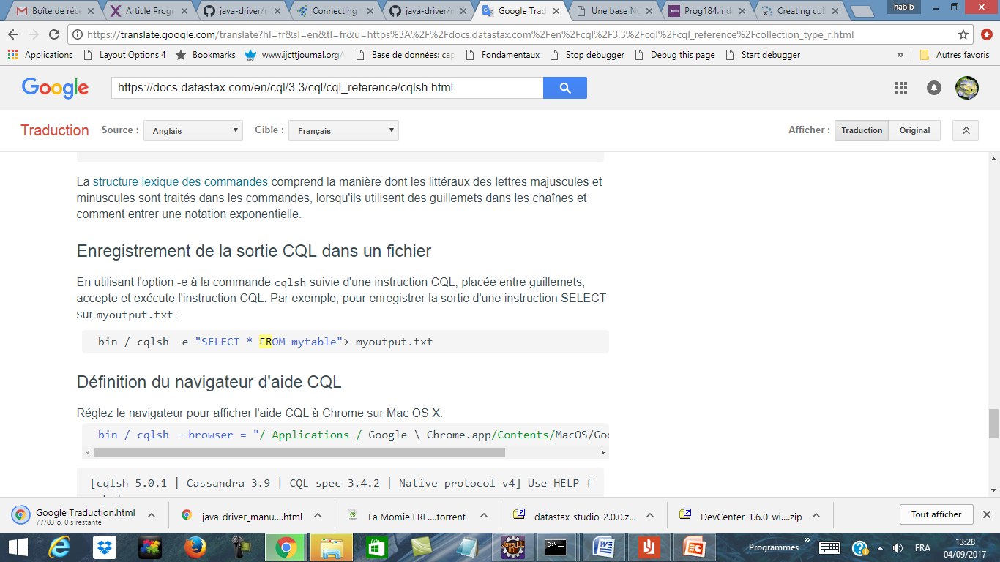 Boîte de réc
Article Progr
java-driver/r
Connecting
java-driver/r
Google Trad
Une base No
Prog184.ind
Creating coll
habib
https://translate.google.com/translate?hl=fr&sl=en&tl=fr&u=https%3A%2F%2Fdocs.datastax.com%2Fen%2Fcql%2F3.3%2Fcql%2Fcql_reference%2Fcollection_type_r.html
Applications
Layout Options 4
Bookmarks
www.ijcttjournal.org/
Base de données: cap
Fondamentaux
Stop debugger
Debug this page
Start debugger
»
Autres favoris
Google
https://docs.datastax.com/en/cql/3.3/cql/cql_reference/cqlsh.html
Traduction
Source :
Anglais
Cible :
Français
Afficher :
Traduction
Original
La structure lexique des commandes comprend la manière dont les littéraux des lettres majuscules et
minuscules sont traités dans les commandes, lorsqu'ils utilisent des guillemets dans les chaînes et
comment entrer une notation exponentielle.
Enregistrement de la sortie CQL dans un fichier
En utilisant l'option -e à la commande cqlsh suivie d'une instruction CQL, placée entre guillemets,
accepte et exécute l'instruction CQL. Par exemple, pour enregistrer la sortie d'une instruction SELECT
sur myoutput.txt :
bin / cqlsh -e "SELECT * FROM mytable"> myoutput.txt
Définition du navigateur d'aide CQL
Réglez le navigateur pour afficher l'aide CQL à Chrome sur Mac OS X:
bin / cqlsh --browser = "/ Applications / Google \ Chrome.app/Contents/MacOS/Goo
[cqlsh 5.0.1 | Cassandra 3.9 | CQL spec 3.4.2 | Native protocol v4] Use HELP f
Google Traduction.html
77/83 o, 0 s restante
java-driver_manu....html
La Momie FRE....torrent
datastax-studio-2.0.0.z...
DevCenter-1.6.0-wi....zip
Tout afficher
Java EE
IDE
Programmes
»
FRA
13:28
04/09/2017